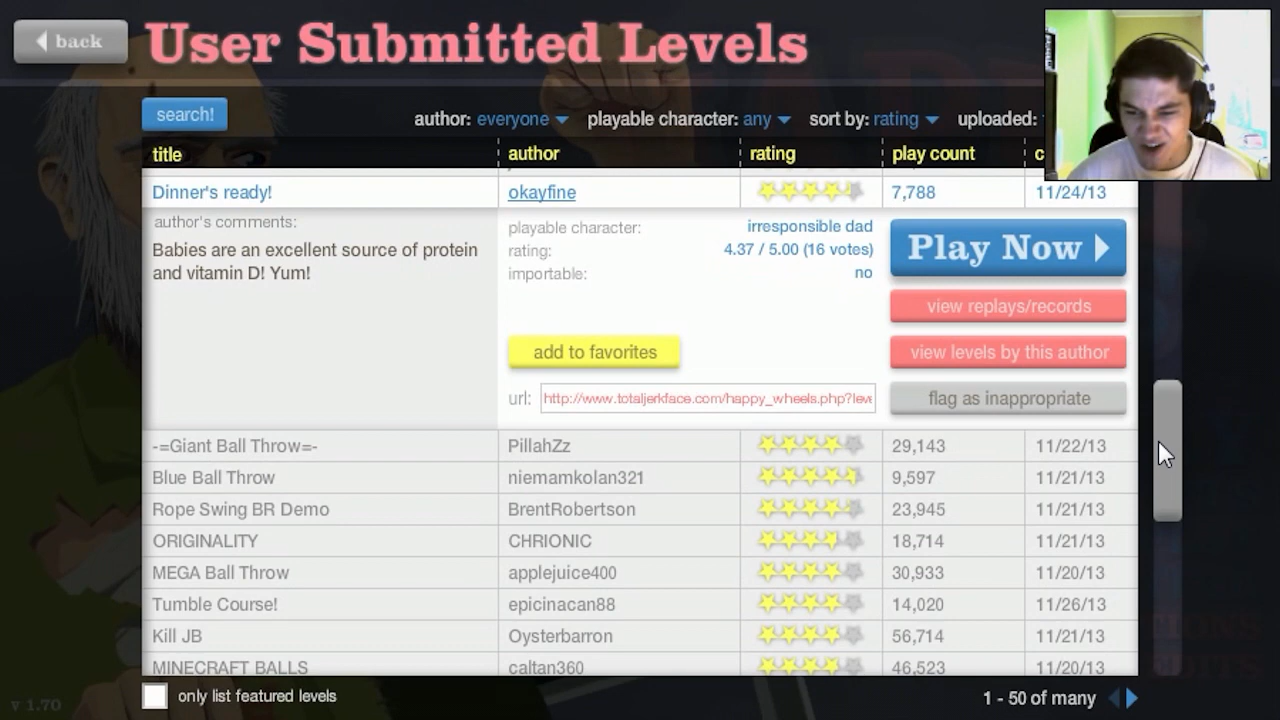 back
User Submitted Levels
search!
author: everyone
playable character: any
sort by: rating
uploaded:
title
author
rating
play count
c
Dinner's ready!
okayfine
7,788
11/24/13
author's comments:
Babies are an excellent source of protein
and vitamin D! Yum!
playable character:
irresponsible dad
rating:
4.37 / 5.00 (16 votes)
importable:
no
Play Now
view replays/records
add to favorites
view levels by this author
url:
http://www.totaljerkface.com/happy_wheels.php?leve
flag as inappropriate
-=Giant Ball Throw=- PillahZz 29,143 11/22/13
Blue Ball Throw niemamkolan321 9,597 11/21/13
Rope Swing BR Demo BrentRobertson 23,945 11/21/13
ORIGINALITY CHRIONIC 18,714 11/21/13
MEGA Ball Throw applejuice400 30,933 11/20/13
Tumble Course! epicinacan88 14,020 11/26/13
Kill JB Oysterbarron 56,714 11/21/13
MINECRAFT BALLS caltan360 46,523 11/20/13
only list featured levels
1 - 50 of many
v 1.70